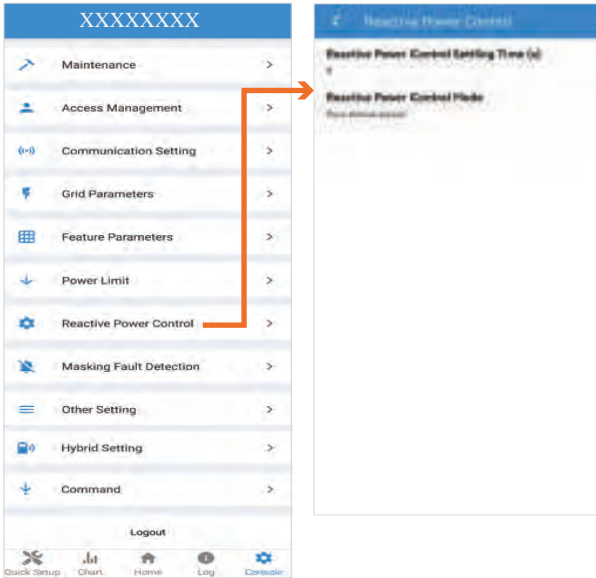 XXXXXXXX
Maintenance
Access Management
Communication Setting
Grid Parameters
Feature Parameters
Power Limit
Reactive Power Control
Masking Fault Detection
Other Setting
Hybrid Setting
Command
Logout
Quick Setup Chart Home Log Console
Reactive Power Control
Reactive Power Control Settling Time (s)
Reactive Power Control Mode